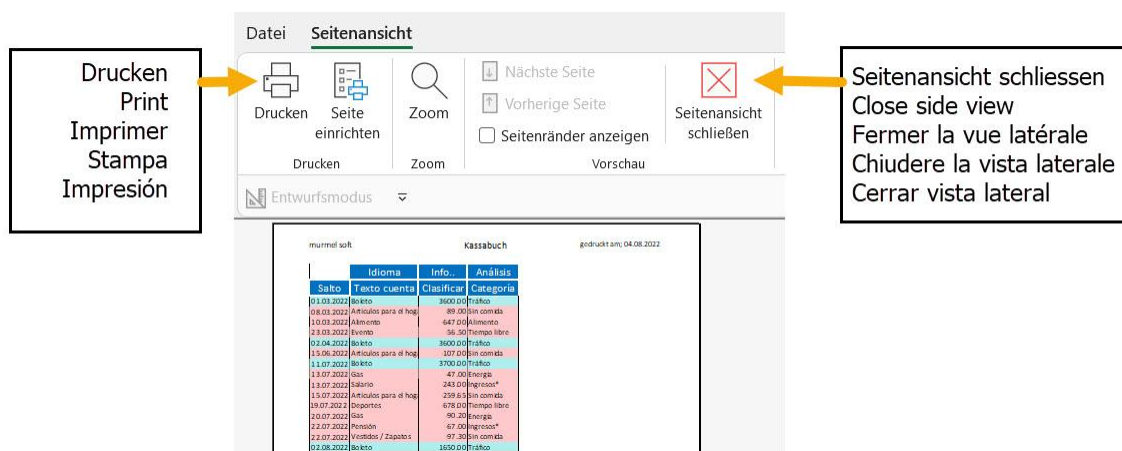 Datei Seitenansicht
Drucken
Print
Imprimer
Stampa
Impresión
Drucken
Seite
einrichten
Zoom
Nächste Seite
Vorherige Seite
Seitenränder anzeigen
Seitenansicht
schließen
Drucken Zoom Vorschau
Entwurfsmodus
Seitenansicht schliessen
Close side view
Fermer la vue latérale
Chiudere la vista laterale
Cerrar vista lateral
murmel soft Kassabuch gedruckt am; 04.08.2022
Idioma Info.. Análisis
Salto Texto cuenta Clasificar Categoría
01.03.2022 Boleto 3600.00 Tráfico
08.03.2022 Artículos para el hog 89.00 Sin comida
10.03.2022 Alimento -647.00 Alimento
23.03.2022 Evento 56.50 Tiempo libre
02.04.2022 Boleto 3600.00 Tráfico
15.06.2022 Artículos para el hog -107.00 Sin comida
11.07.2022 Boleto 3700.00 Tráfico
13.07.2022 Gas 47.00 Energía
13.07.2022 Salario 243.00 Ingresos*
15.07.2022 Artículos para el hog -259.65 Sin comida
19.07.2022 Deportes -678.00 Tiempo libre
20.07.2022 Gas -90.20 Energía
22.07.2022 Pensión -67.00 Ingresos*
22.07.2022 Vestidos / Zapatos 97.30 Sin comida
02.08.2022 Boleto 1650.00 Tráfico